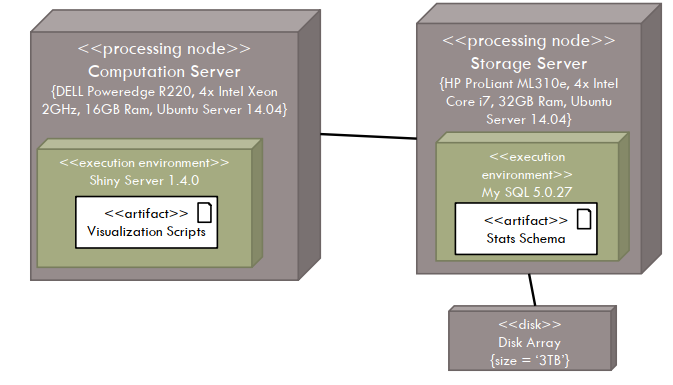 <<processing node>>
Computation Server
{DELL Poweredge R220, 4x Intel Xeon
2GHz, 16GB Ram, Ubuntu Server 14.04}
<<execution environment>>
Shiny Server 1.4.0
<<artifact>>
Visualization Scripts
<<processing node>>
Storage Server
{HP ProLiant ML310e, 4x Intel
Core i7, 32GB Ram, Ubuntu
Server 14.04}
<<execution
environment>>
My SQL 5.0.27
<<artifact>>
Stats Schema
<<disk>>
Disk Array
{size = ‘3TB’}